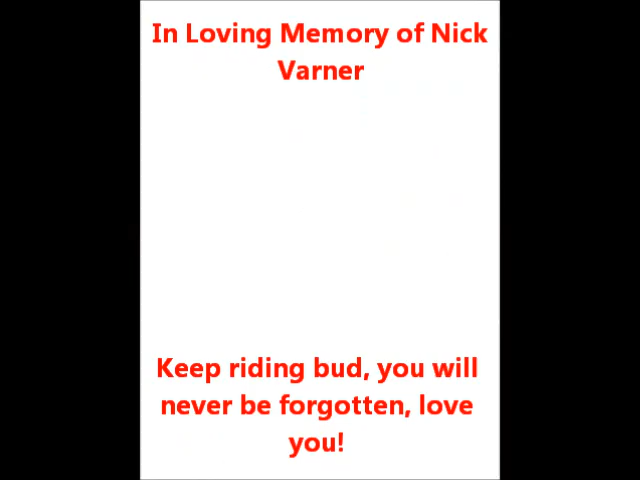 In Loving Memory of Nick
Varner
Keep riding bud, you will
never be forgotten, love
you!